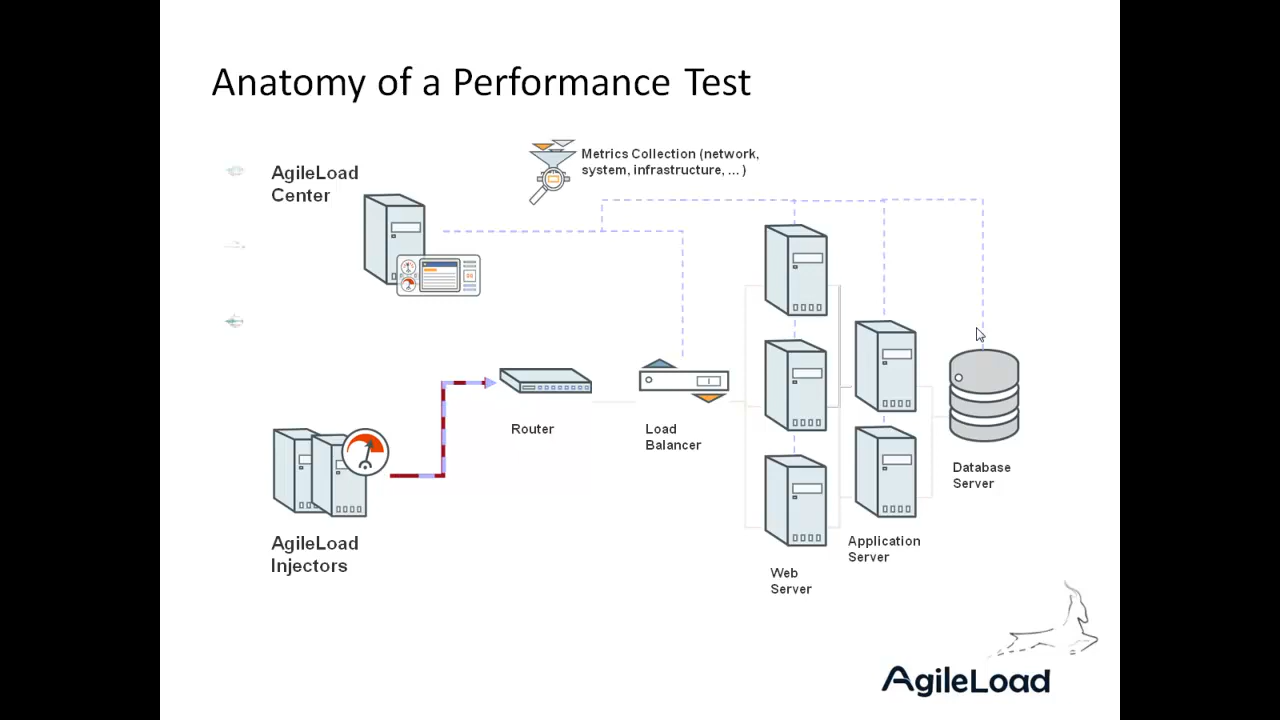 Anatomy of a Performance Test
Metrics Collection (network,
system, infrastructure, ... )
AgileLoad
Center
Router
Load
Balancer
Database
Server
AgileLoad
Injectors
Application
Server
Web
Server
AgileLoad